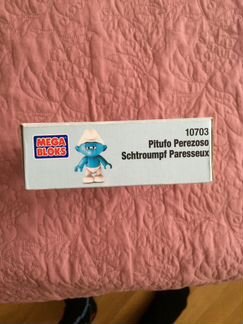 MEGA
BLOKS
10703
Pitufo Perezoso
Schtroumpf Paresseux